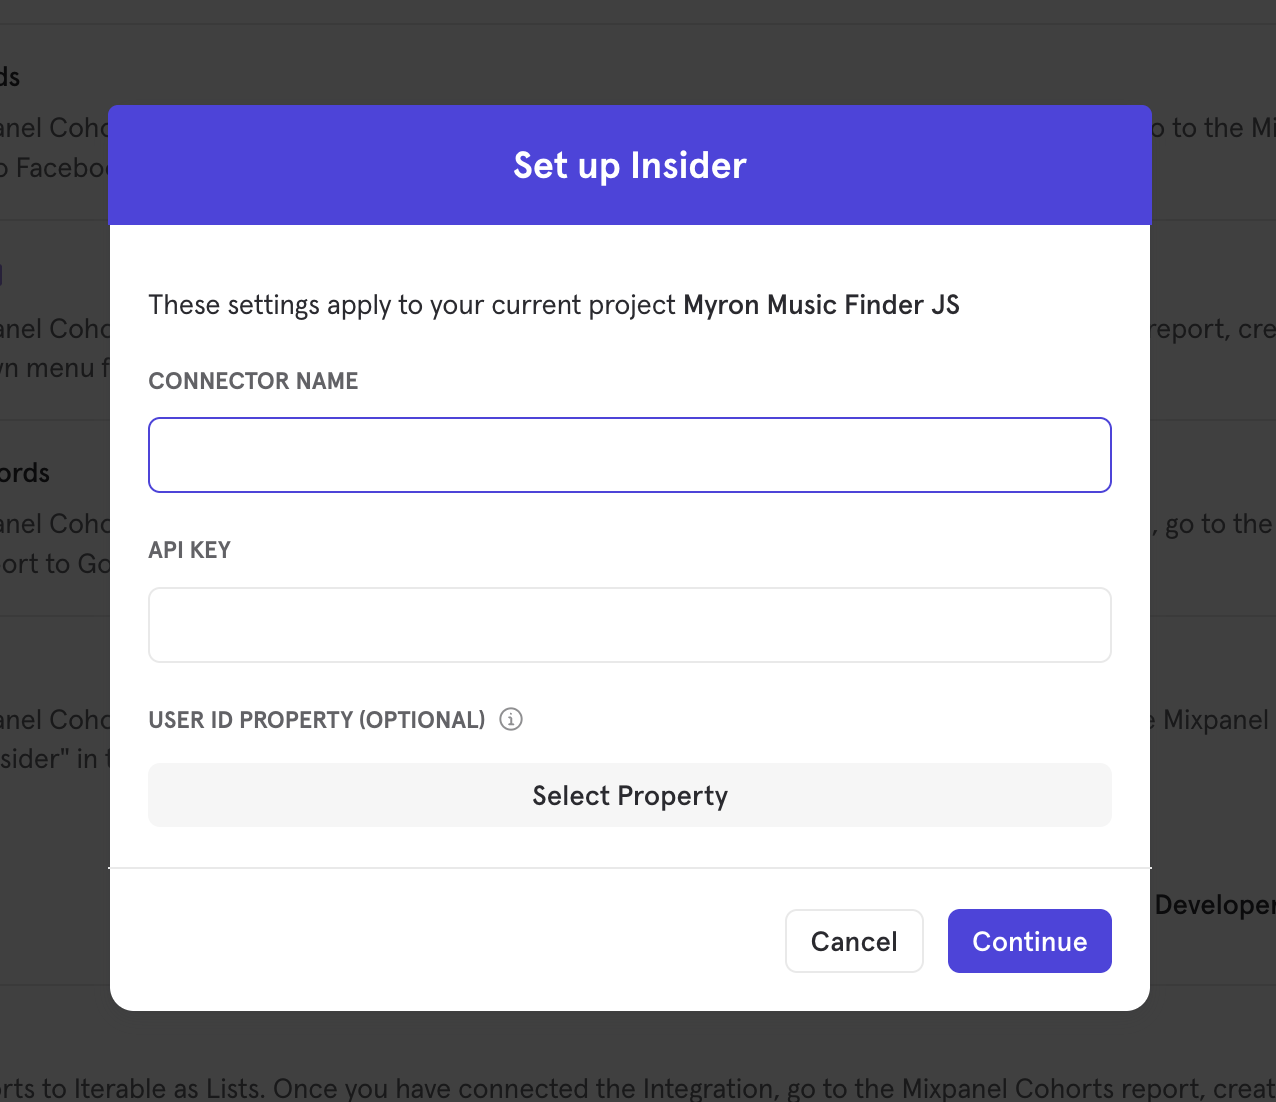 ds
anel Coho
o to the Mi
o Faceboo
Set up Insider
These settings apply to your current project Myron Music Finder JS
anel Coho
report, cre
wn menu f
CONNECTOR NAME
ords
anel Coho
, go to the
ort to Go
API KEY
USER ID PROPERTY (OPTIONAL)
anel Coho
e Mixpanel
sider" in t
Select Property
Developer
Cancel
Continue
rts to Iterable as Lists. Once you have connected the Integration, go to the Mixpanel Cohorts report, creat